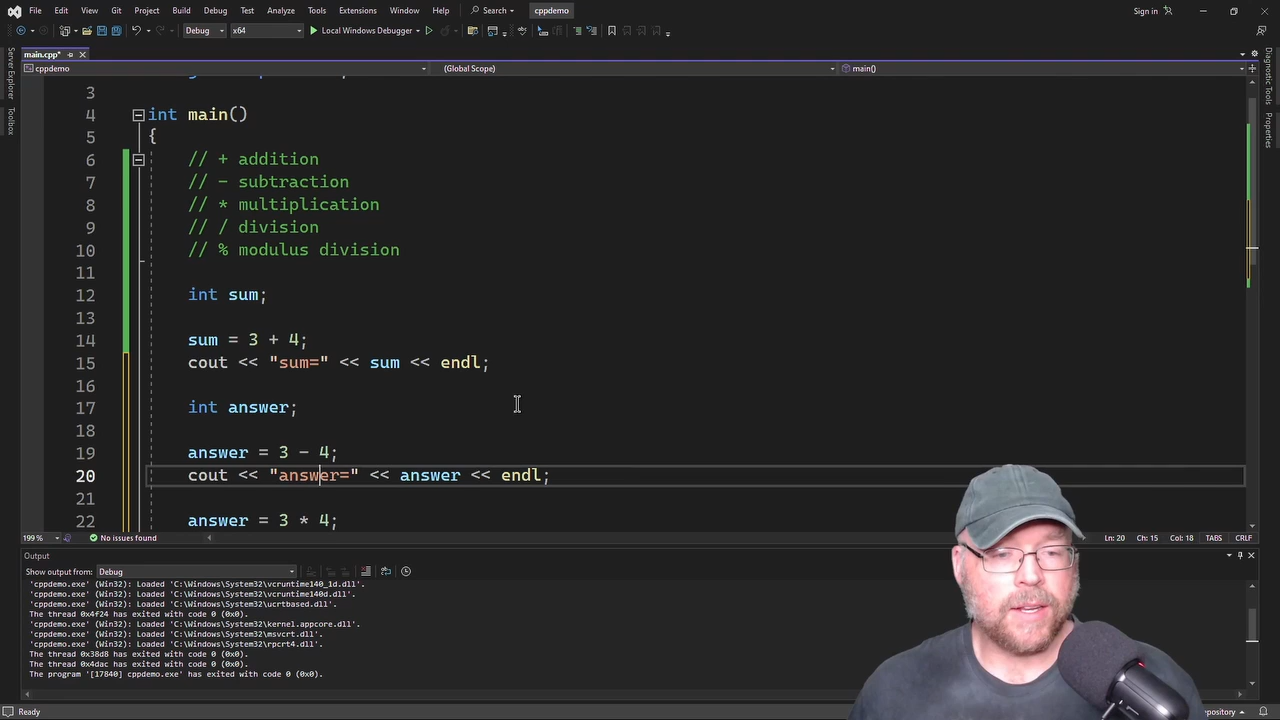 File Edit View Git Project Build Debug Test Analyze Tools Extensions Window Help Search cppdemo Sign in
Debug x64 Local Windows Debugger
main.cpp*
cppdemo (Global Scope) main()
Server Explorer
Toolbox
Diagnostic Tools
Properties
3
4 int main()
5 {
6 // + addition
7 // - subtraction
8 // * multiplication
9 // / division
10 // % modulus division
11
12 int sum;
13
14 sum = 3 + 4;
15 cout << "sum=" << sum << endl;
16
17 int answer;
18
19 answer = 3 - 4;
20 cout << "answer=" << answer << endl;
21
22 answer = 3 * 4;
199 % No issues found Ln: 20 Ch: 15 Col: 18 TABS CRLF
Output
Show output from: Debug
'cppdemo.exe' (Win32): Loaded 'C:\Windows\System32\vcruntime140_1d.dll'.
'cppdemo.exe' (Win32): Loaded 'C:\Windows\System32\vcruntime140d.dll'.
'cppdemo.exe' (Win32): Loaded 'C:\Windows\System32\ucrtbased.dll'.
The thread 0x4f24 has exited with code 0 (0x0).
'cppdemo.exe' (Win32): Loaded 'C:\Windows\System32\kernel.appcore.dll'.
'cppdemo.exe' (Win32): Loaded 'C:\Windows\System32\msvcrt.dll'.
'cppdemo.exe' (Win32): Loaded 'C:\Windows\System32\rpcrt4.dll'.
The thread 0x38d8 has exited with code 0 (0x0).
The thread 0x4dac has exited with code 0 (0x0).
The program '[17840] cppdemo.exe' has exited with code 0 (0x0).
Ready pository